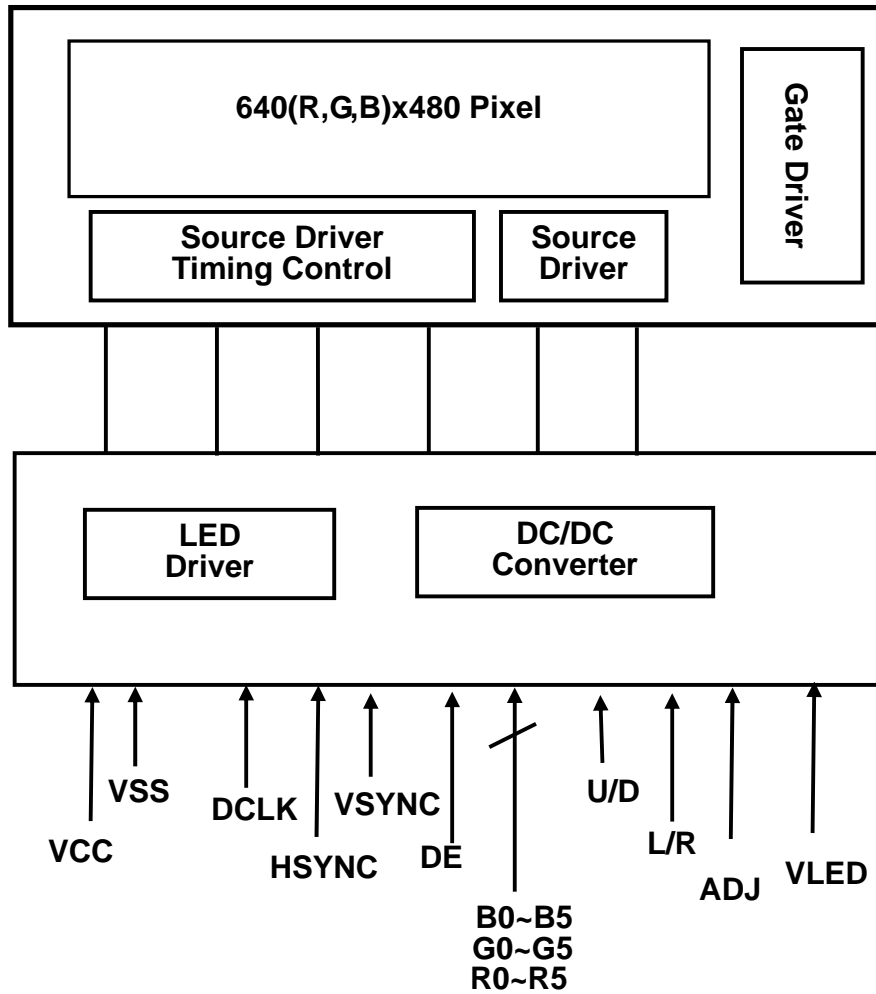 640(R,G,B)x480 Pixel
Gate Driver
Source Driver
Timing Control
Source
Driver
LED
Driver
DC/DC
Converter
VCC
VSS
DCLK
HSYNC
VSYNC
DE
B0~B5
G0~G5
R0~R5
U/D
L/R
ADJ
VLED